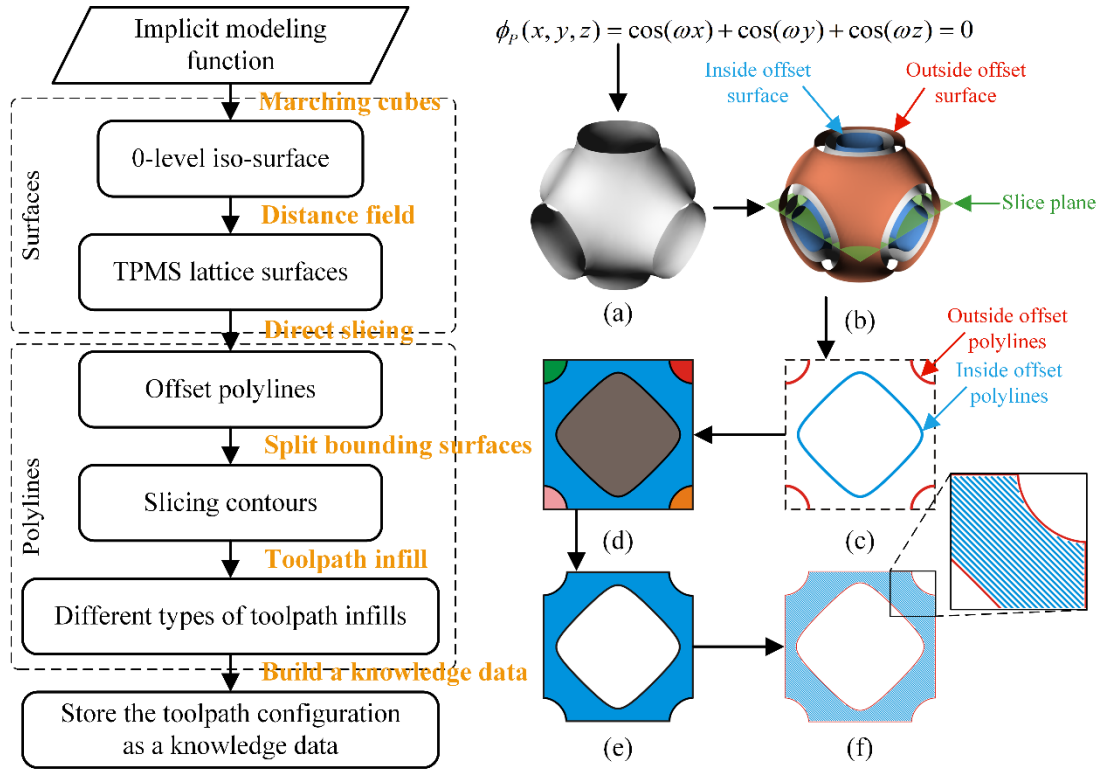 Implicit modeling
function
Marching cubes
0-level iso-surface
Distance field
TPMS lattice surfaces
Surfaces
Direct slicing
Offset polylines
Split bounding surfaces
Slicing contours
Polylines
Toolpath infill
Different types of toolpath infills
Build a knowledge data
Store the toolpath configuration
as a knowledge data
ϕ_P(x, y, z) = cos(ωx) + cos(ωy) + cos(ωz) = 0
Inside offset
surface
Outside offset
surface
Slice plane
(a)
(b)
Outside offset
polylines
Inside offset
polylines
(d)
(c)
(e)
(f)